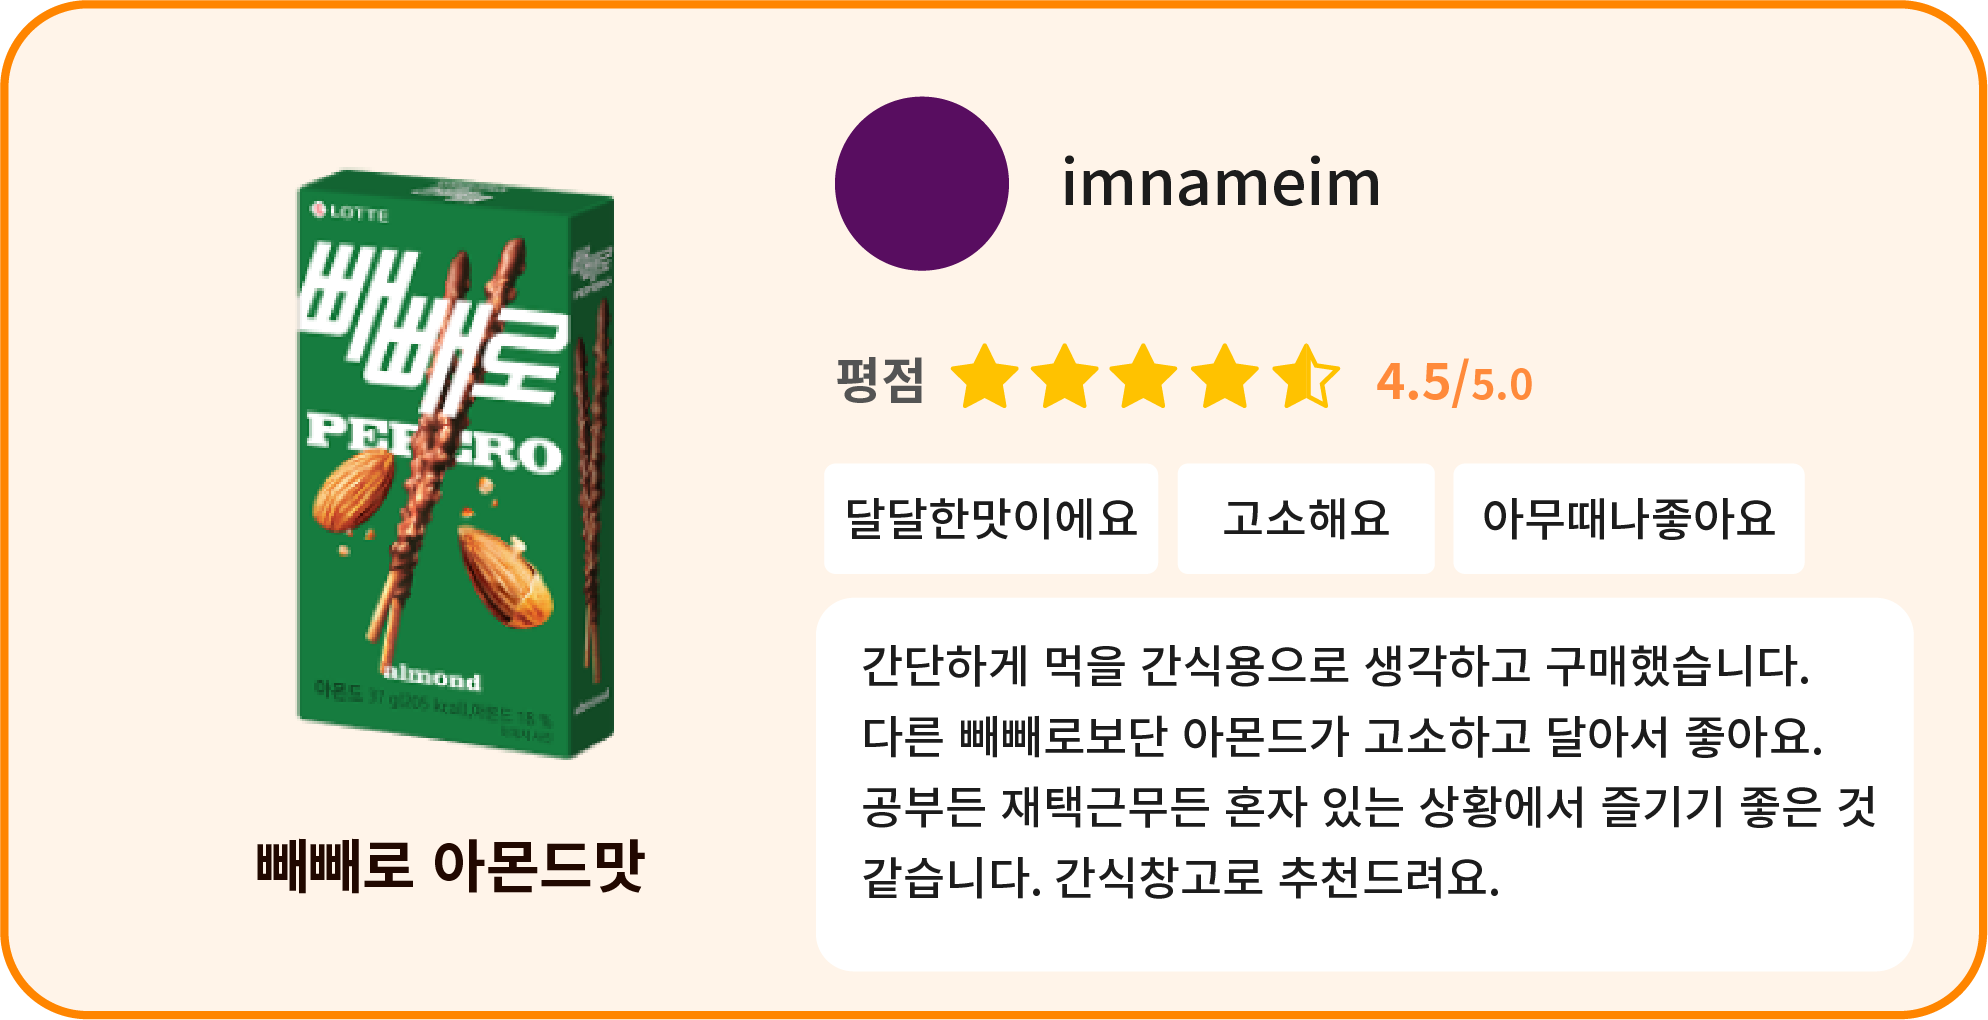 LOTTE
빼빼로
PEPERO
almond
아몬드 37 g(205 kcal),아몬드 16 %
빼빼로 아몬드맛
imnameim
평점 4.5/5.0
달달한맛이에요 고소해요 아무때나좋아요
간단하게 먹을 간식용으로 생각하고 구매했습니다.
다른 빼빼로보단 아몬드가 고소하고 달아서 좋아요.
공부든 재택근무든 혼자 있는 상황에서 즐기기 좋은 것
같습니다. 간식창고로 추천드려요.